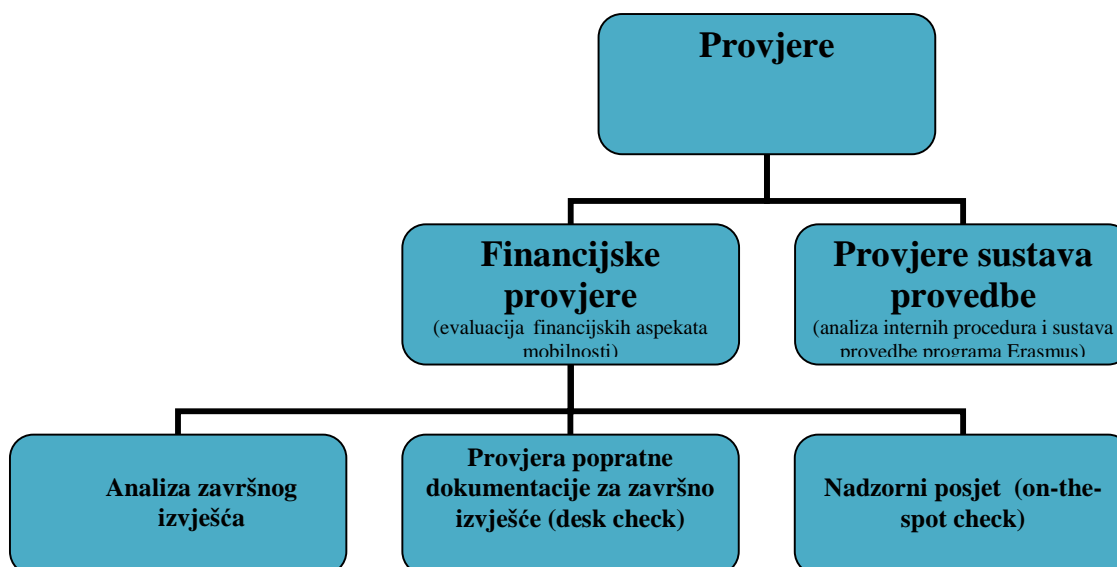 Provjere
Financijske
provjere
(evaluacija financijskih aspekata
mobilnosti)
Provjere sustava
provedbe
(analiza internih procedura i sustava
provedbe programa Erasmus)
Analiza završnog
izvješća
Provjera popratne
dokumentacije za završno
izvješće (desk check)
Nadzorni posjet (on-the-
spot check)